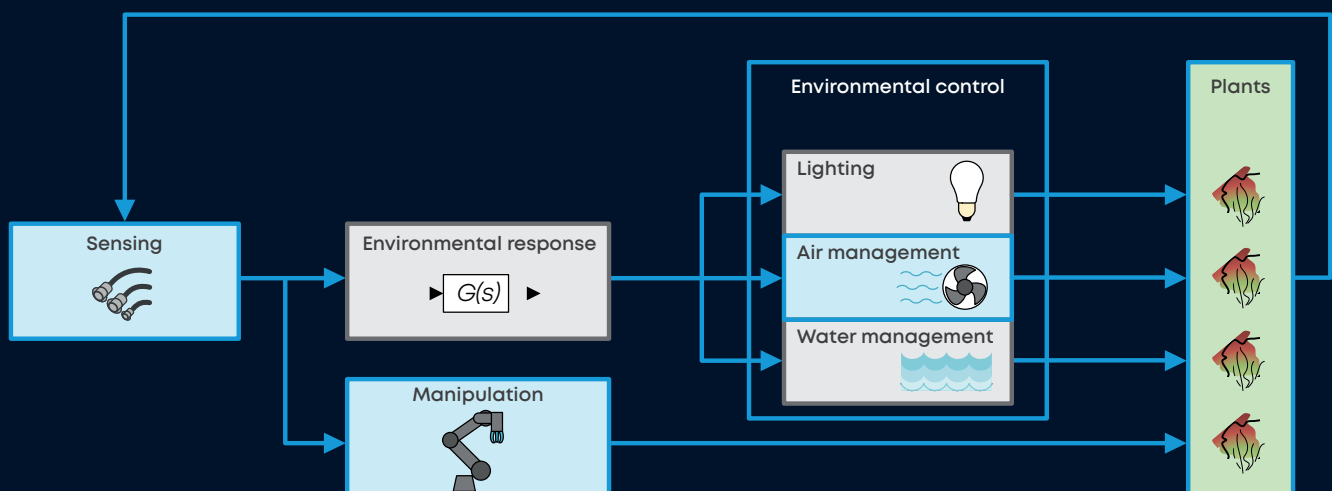 Environmental control
Plants
Lighting
Sensing
Environmental response
Air management
G(s)
Water management
Manipulation